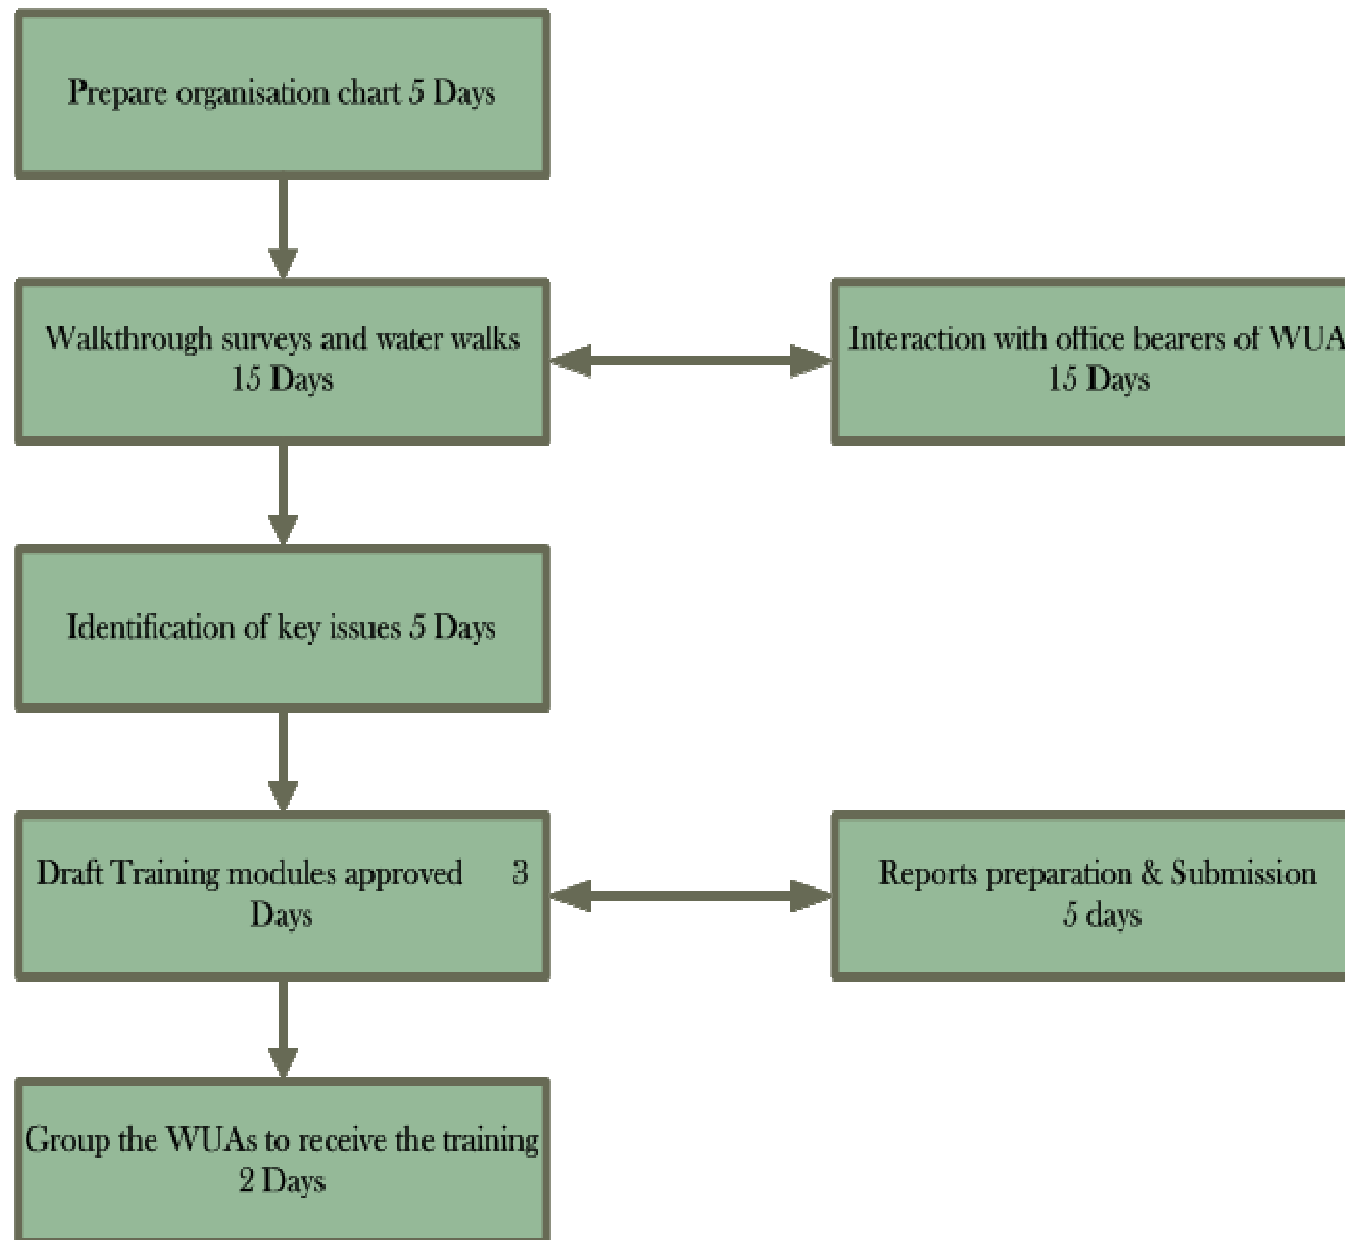 Prepare organisation chart 5 Days
Walkthrough surveys and water walks
15 Days
Interaction with office bearers of WUA
15 Days
Identification of key issues 5 Days
Draft Training modules approved 3
Days
Reports preparation & Submission
5 days
Group the WUAs to receive the training
2 Days